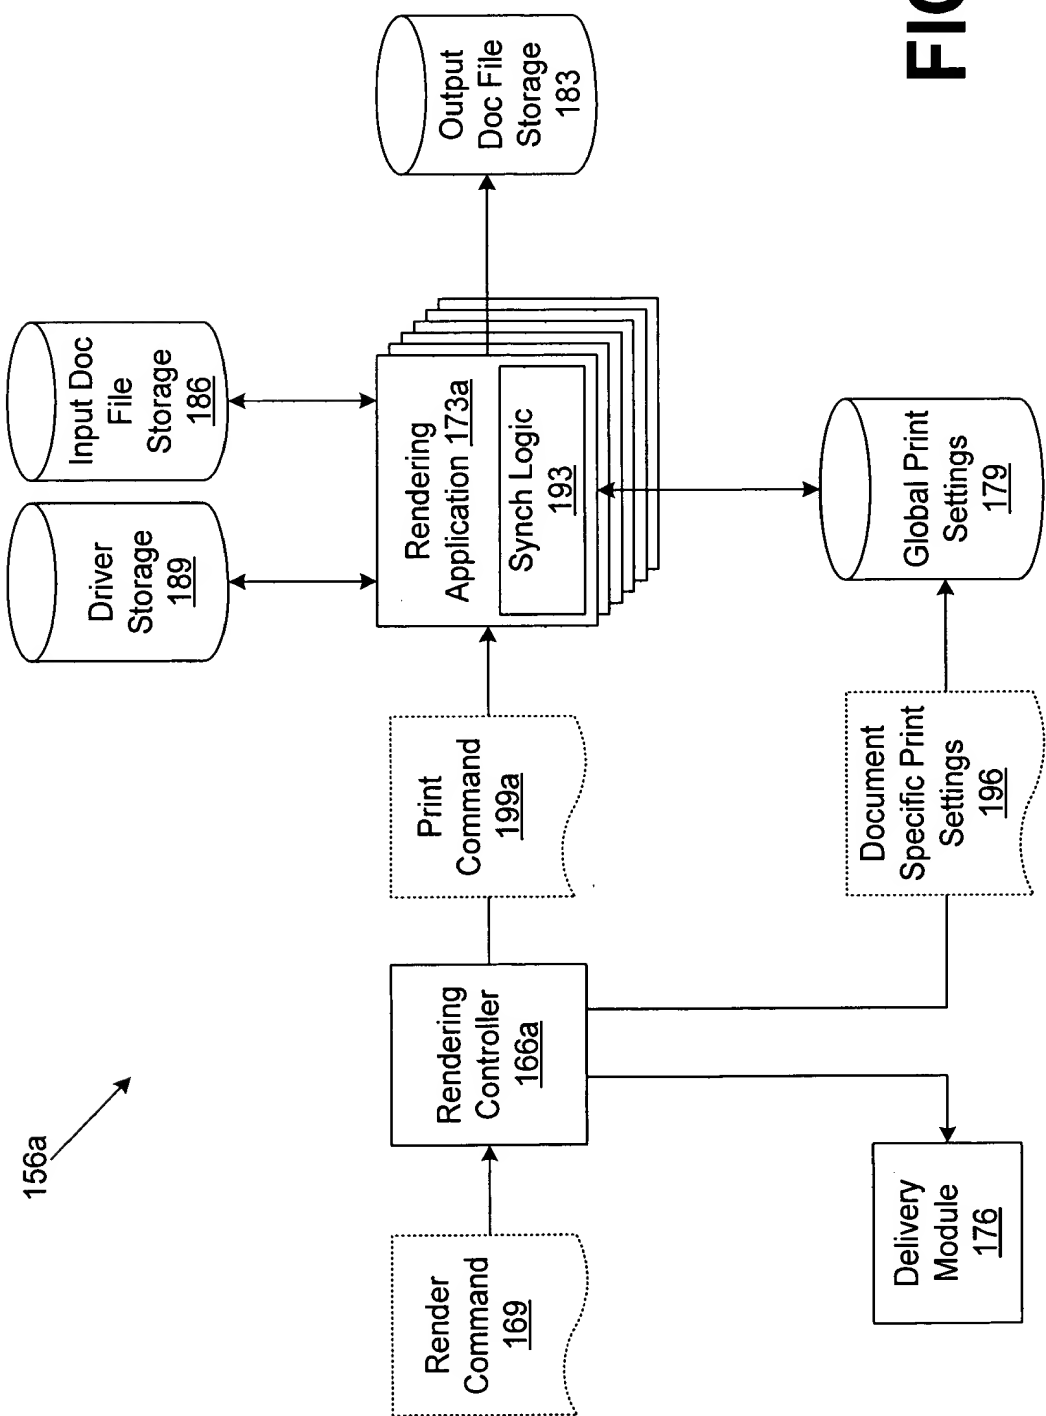 156a
Render
Command
169
Rendering
Controller
166a
Delivery
Module
176
Print
Command
199a
Document
Specific Print
Settings
196
Driver
Storage
189
Input Doc
File
Storage
186
Rendering
Application 173a
Synch Logic
193
Global Print
Settings
179
Output
Doc File
Storage
183